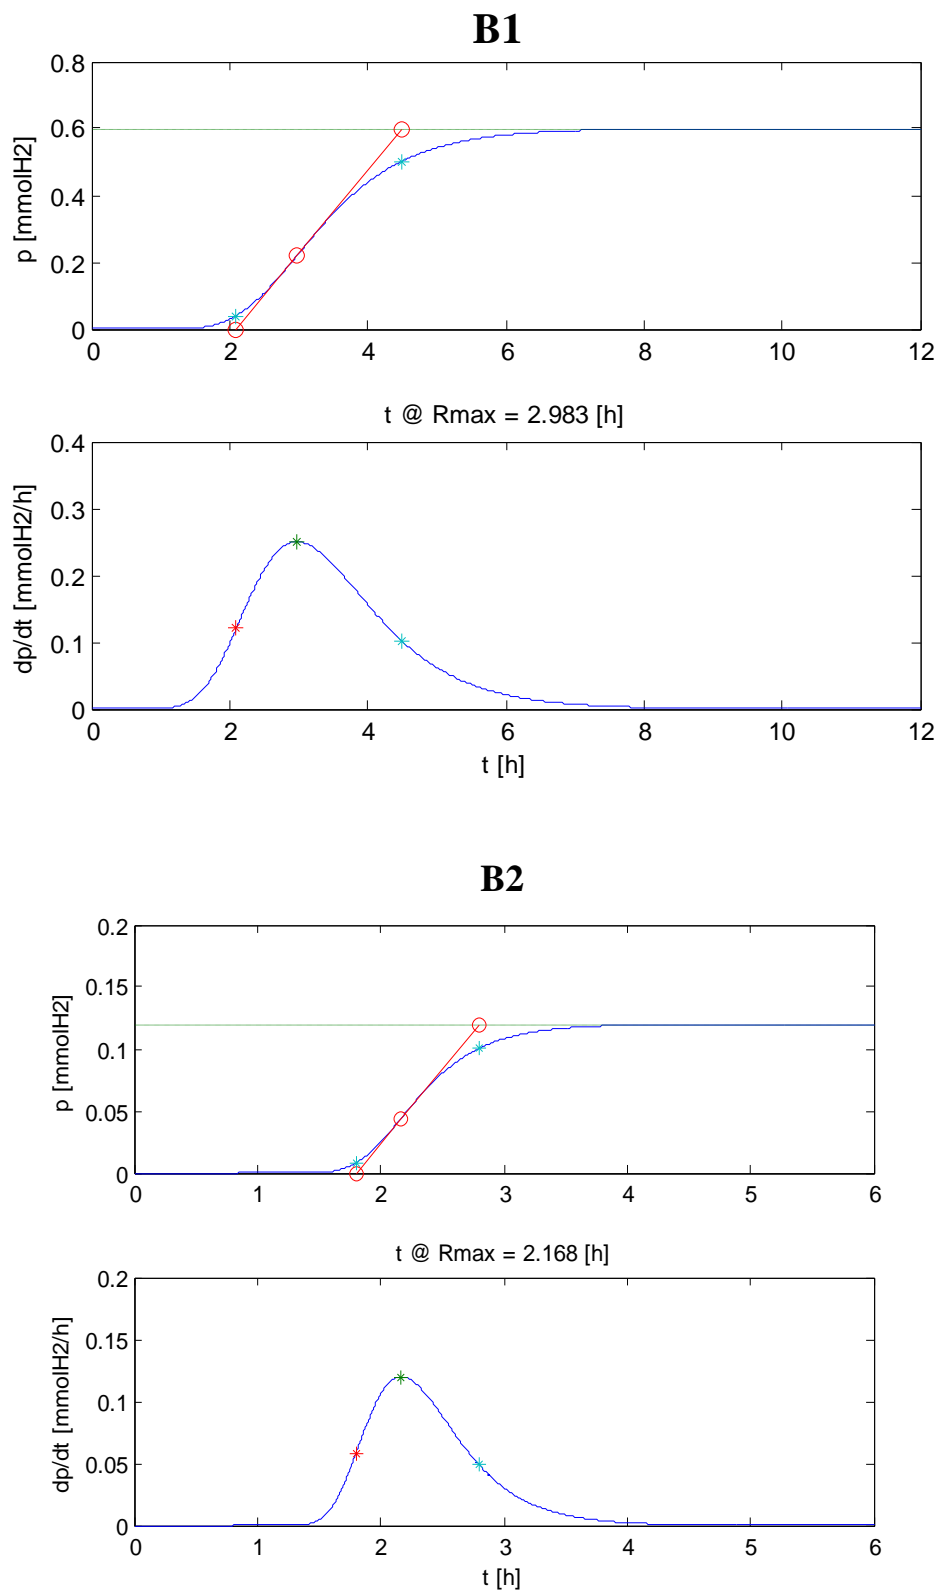 B1
0.8
0.6
0.4
0.2
0
p [mmolH2]
0 2 4 6 8 10 12
t @ Rmax = 2.983 [h]
0.4
0.3
0.2
0.1
0
dp/dt [mmolH2/h]
0 2 4 6 8 10 12
t [h]
B2
0.2
0.15
0.1
0.05
0
p [mmolH2]
0 1 2 3 4 5 6
t @ Rmax = 2.168 [h]
0.2
0.15
0.1
0.05
0
dp/dt [mmolH2/h]
0 1 2 3 4 5 6
t [h]